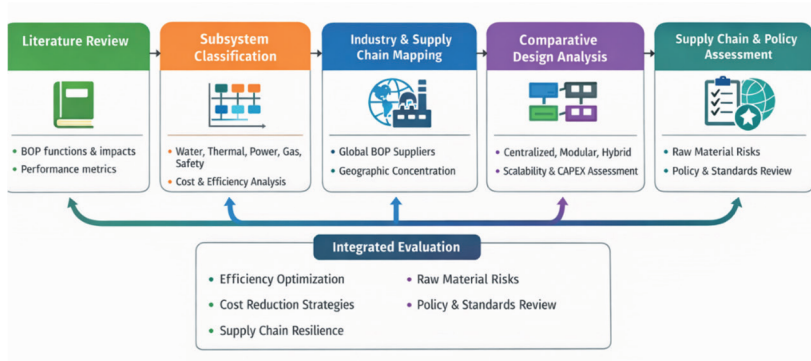 Literature Review
BOP functions & impacts
Performance metrics
Subsystem
Classification
Water, Thermal, Power, Gas,
Safety
Cost & Efficiency Analysis
Industry & Supply
Chain Mapping
Global BOP Suppliers
Geographic Concentration
Comparative
Design Analysis
Centralized, Modular, Hybrid
Scalability & CAPEX Assessment
Supply Chain & Policy
Assessment
Raw Material Risks
Policy & Standards Review
Integrated Evaluation
Efficiency Optimization
Cost Reduction Strategies
Supply Chain Resilience
Raw Material Risks
Policy & Standards Review